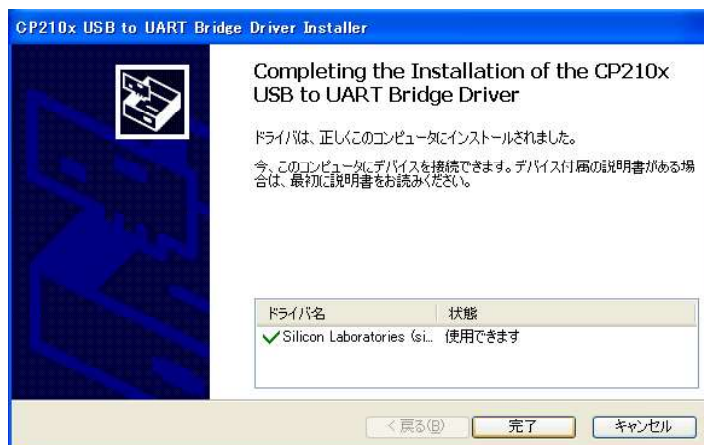 CP210x USB to UART Bridge Driver Installer
Completing the Installation of the CP210x
USB to UART Bridge Driver
ドライバは、正しくこのコンピュータにインストールされました。
今、このコンピュータにデバイスを接続できます。デバイス付属の説明書がある場
合は、最初に説明書をお読みください。
ドライバ名 状態
Silicon Laboratories (si... 使用できます
< 戻る(B) 完了 キャンセル